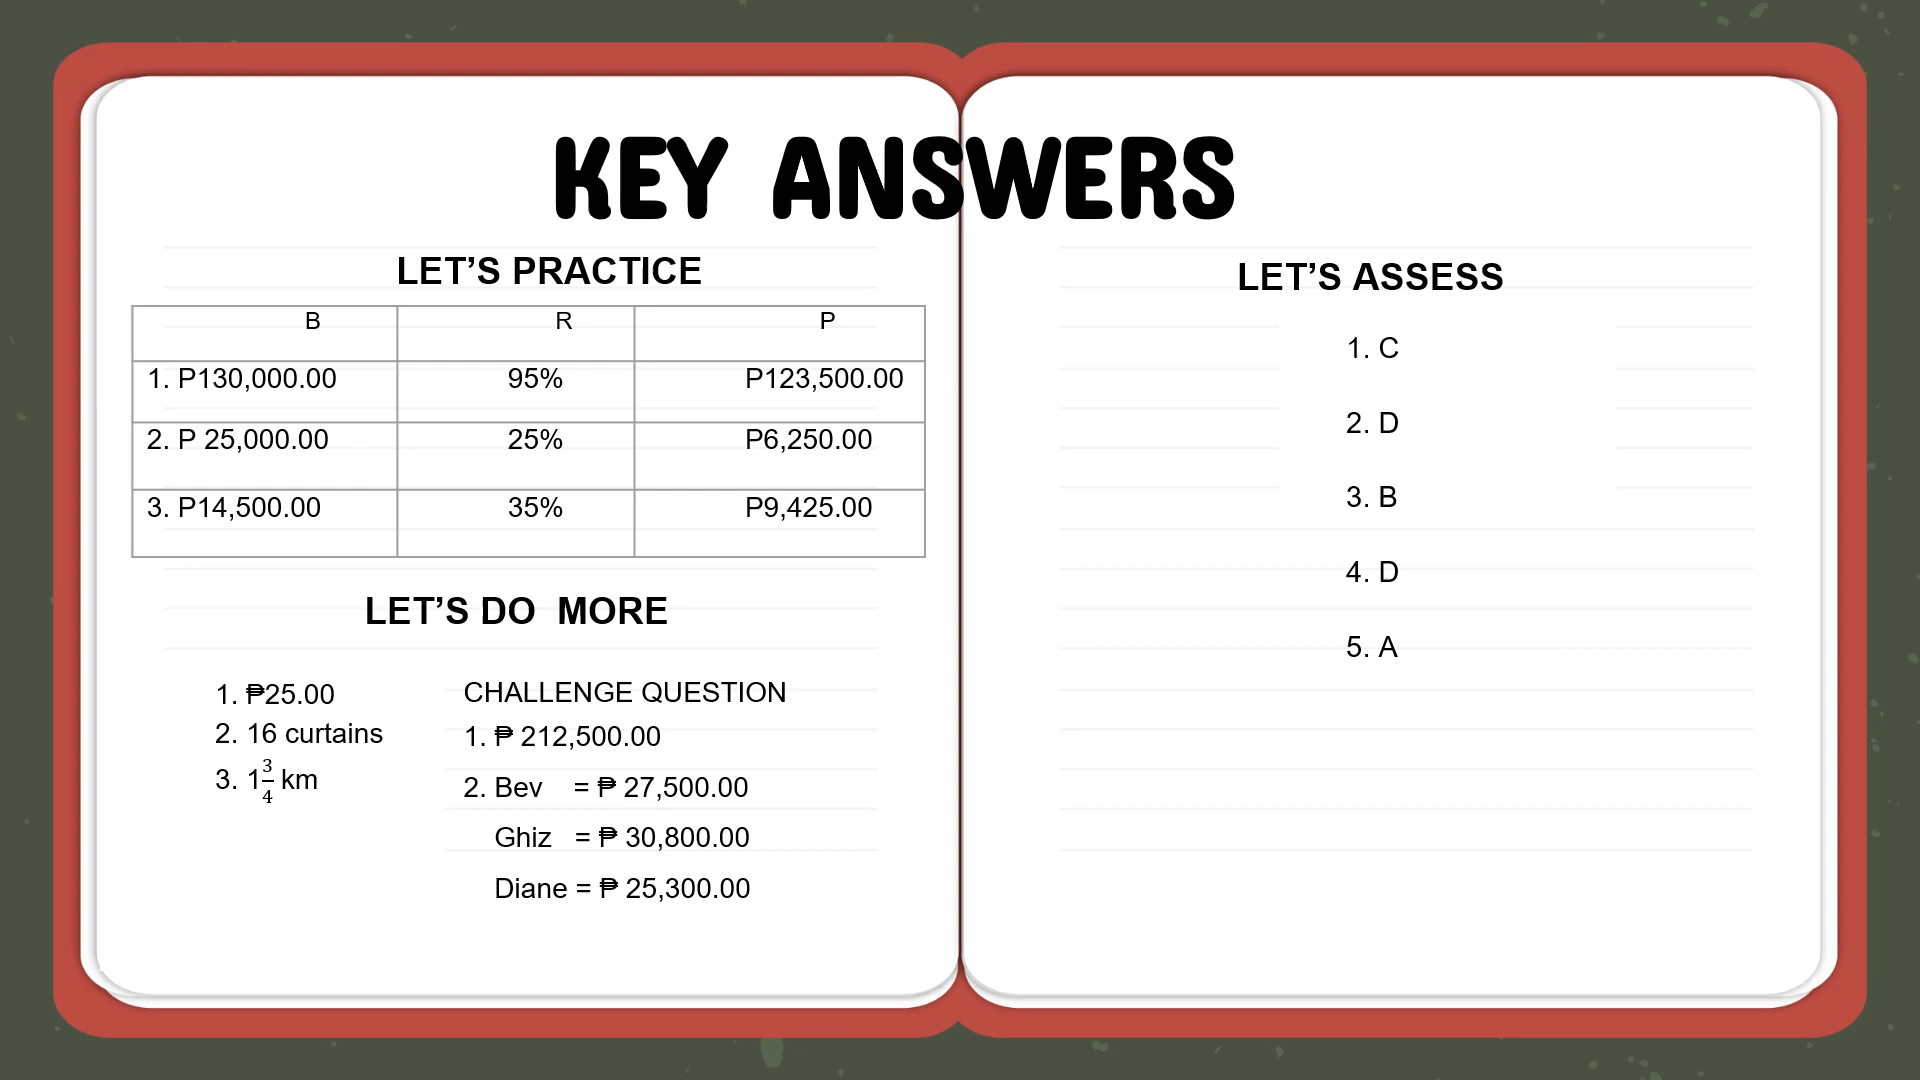 KEY ANSWERS
LET’S PRACTICE
B R P
1. P130,000.00 95% P123,500.00
2. P 25,000.00 25% P6,250.00
3. P14,500.00 35% P9,425.00
LET’S DO MORE
1. ₱25.00
2. 16 curtains
3. 1 3/4 km
CHALLENGE QUESTION
1. ₱ 212,500.00
2. Bev = ₱ 27,500.00
Ghiz = ₱ 30,800.00
Diane = ₱ 25,300.00
LET’S ASSESS
1. C
2. D
3. B
4. D
5. A